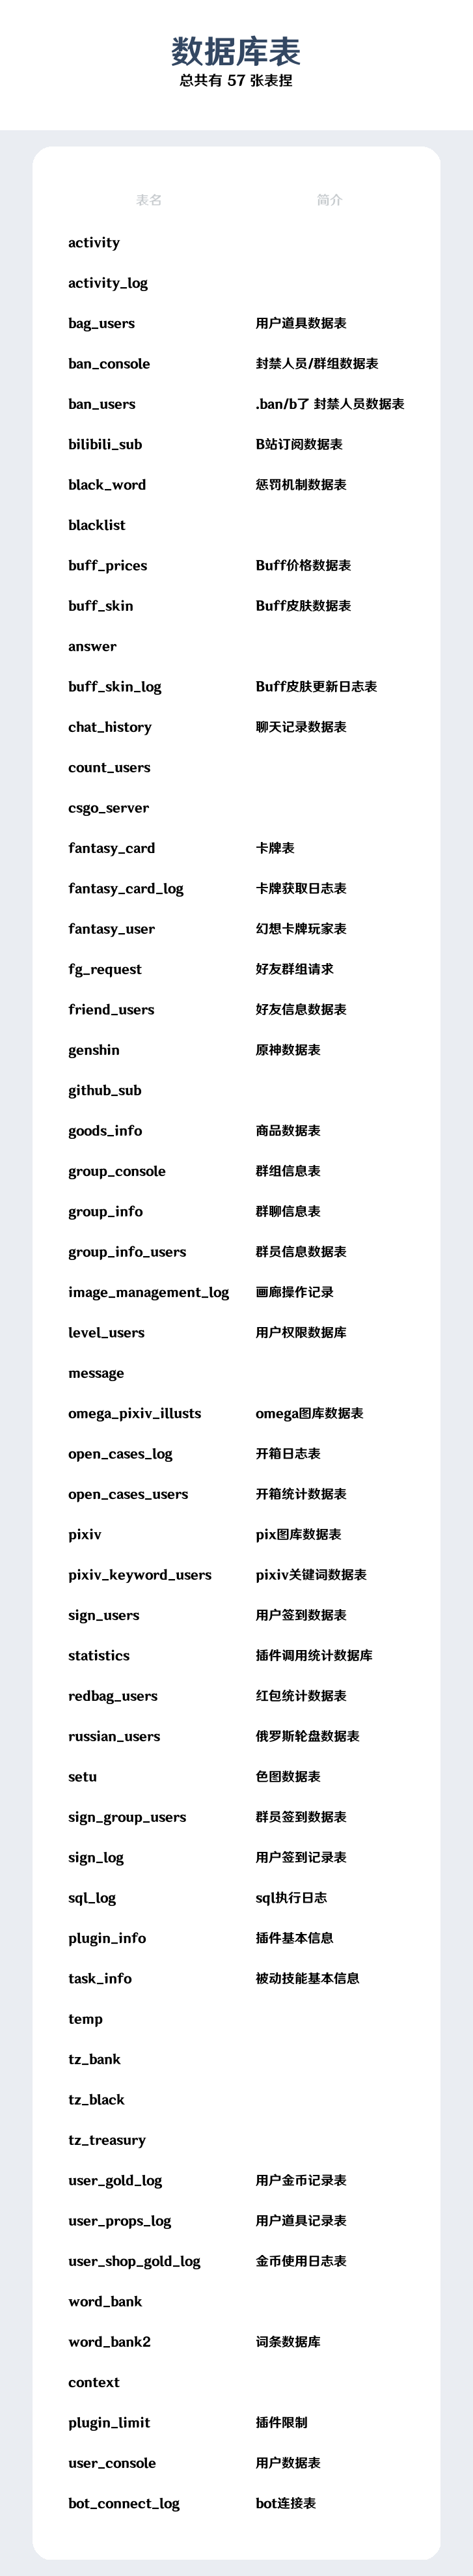 数据库表
总共有 57 张表捏
表名 简介
activity
activity_log
bag_users 用户道具数据表
ban_console 封禁人员/群组数据表
ban_users .ban/b了 封禁人员数据表
bilibili_sub B站订阅数据表
black_word 惩罚机制数据表
blacklist
buff_prices Buff价格数据表
buff_skin Buff皮肤数据表
answer
buff_skin_log Buff皮肤更新日志表
chat_history 聊天记录数据表
count_users
csgo_server
fantasy_card 卡牌表
fantasy_card_log 卡牌获取日志表
fantasy_user 幻想卡牌玩家表
fg_request 好友群组请求
friend_users 好友信息数据表
genshin 原神数据表
github_sub
goods_info 商品数据表
group_console 群组信息表
group_info 群聊信息表
group_info_users 群员信息数据表
image_management_log 画廊操作记录
level_users 用户权限数据库
message
omega_pixiv_illusts omega图库数据表
open_cases_log 开箱日志表
open_cases_users 开箱统计数据表
pixiv pix图库数据表
pixiv_keyword_users pixiv关键词数据表
sign_users 用户签到数据表
statistics 插件调用统计数据库
redbag_users 红包统计数据表
russian_users 俄罗斯轮盘数据表
setu 色图数据表
sign_group_users 群员签到数据表
sign_log 用户签到记录表
sql_log sql执行日志
plugin_info 插件基本信息
task_info 被动技能基本信息
temp
tz_bank
tz_black
tz_treasury
user_gold_log 用户金币记录表
user_props_log 用户道具记录表
user_shop_gold_log 金币使用日志表
word_bank
word_bank2 词条数据库
context
plugin_limit 插件限制
user_console 用户数据表
bot_connect_log bot连接表